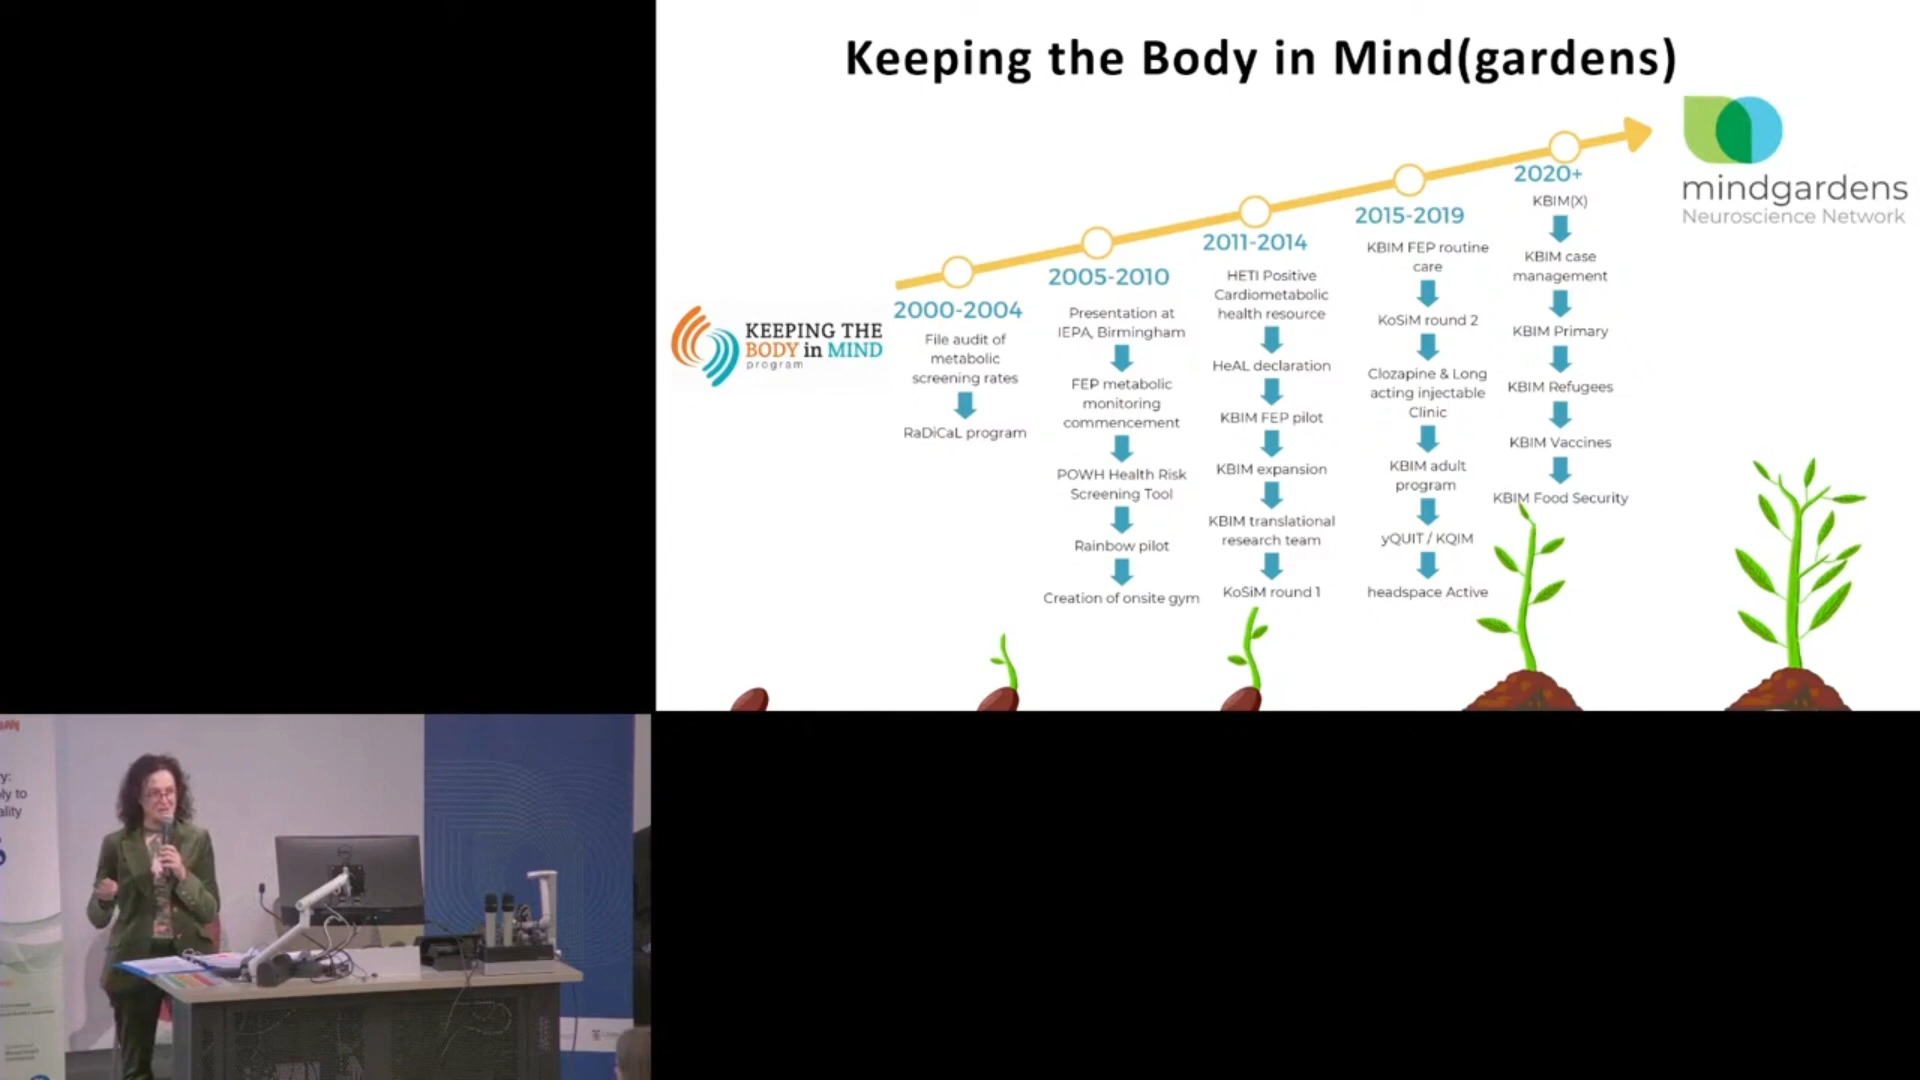 Keeping the Body in Mind(gardens)
mindgardens
Neuroscience Network
KEEPING THE
BODY in MIND
program
2000-2004
File audit of
metabolic
screening rates
RaDiCaL program
2005-2010
Presentation at
IEPA, Birmingham
FEP metabolic
monitoring
commencement
POWH Health Risk
Screening Tool
Rainbow pilot
Creation of onsite gym
2011-2014
HETI Positive
Cardiometabolic
health resource
HeAL declaration
KBIM FEP pilot
KBIM expansion
KBIM translational
research team
KoSiM round 1
2015-2019
KBIM FEP routine
care
KoSiM round 2
Clozapine & Long
acting injectable
Clinic
KBIM adult
program
yQUIT / KQIM
headspace Active
2020+
KBIM(X)
KBIM case
management
KBIM Primary
KBIM Refugees
KBIM Vaccines
KBIM Food Security
y:
ly to
ality